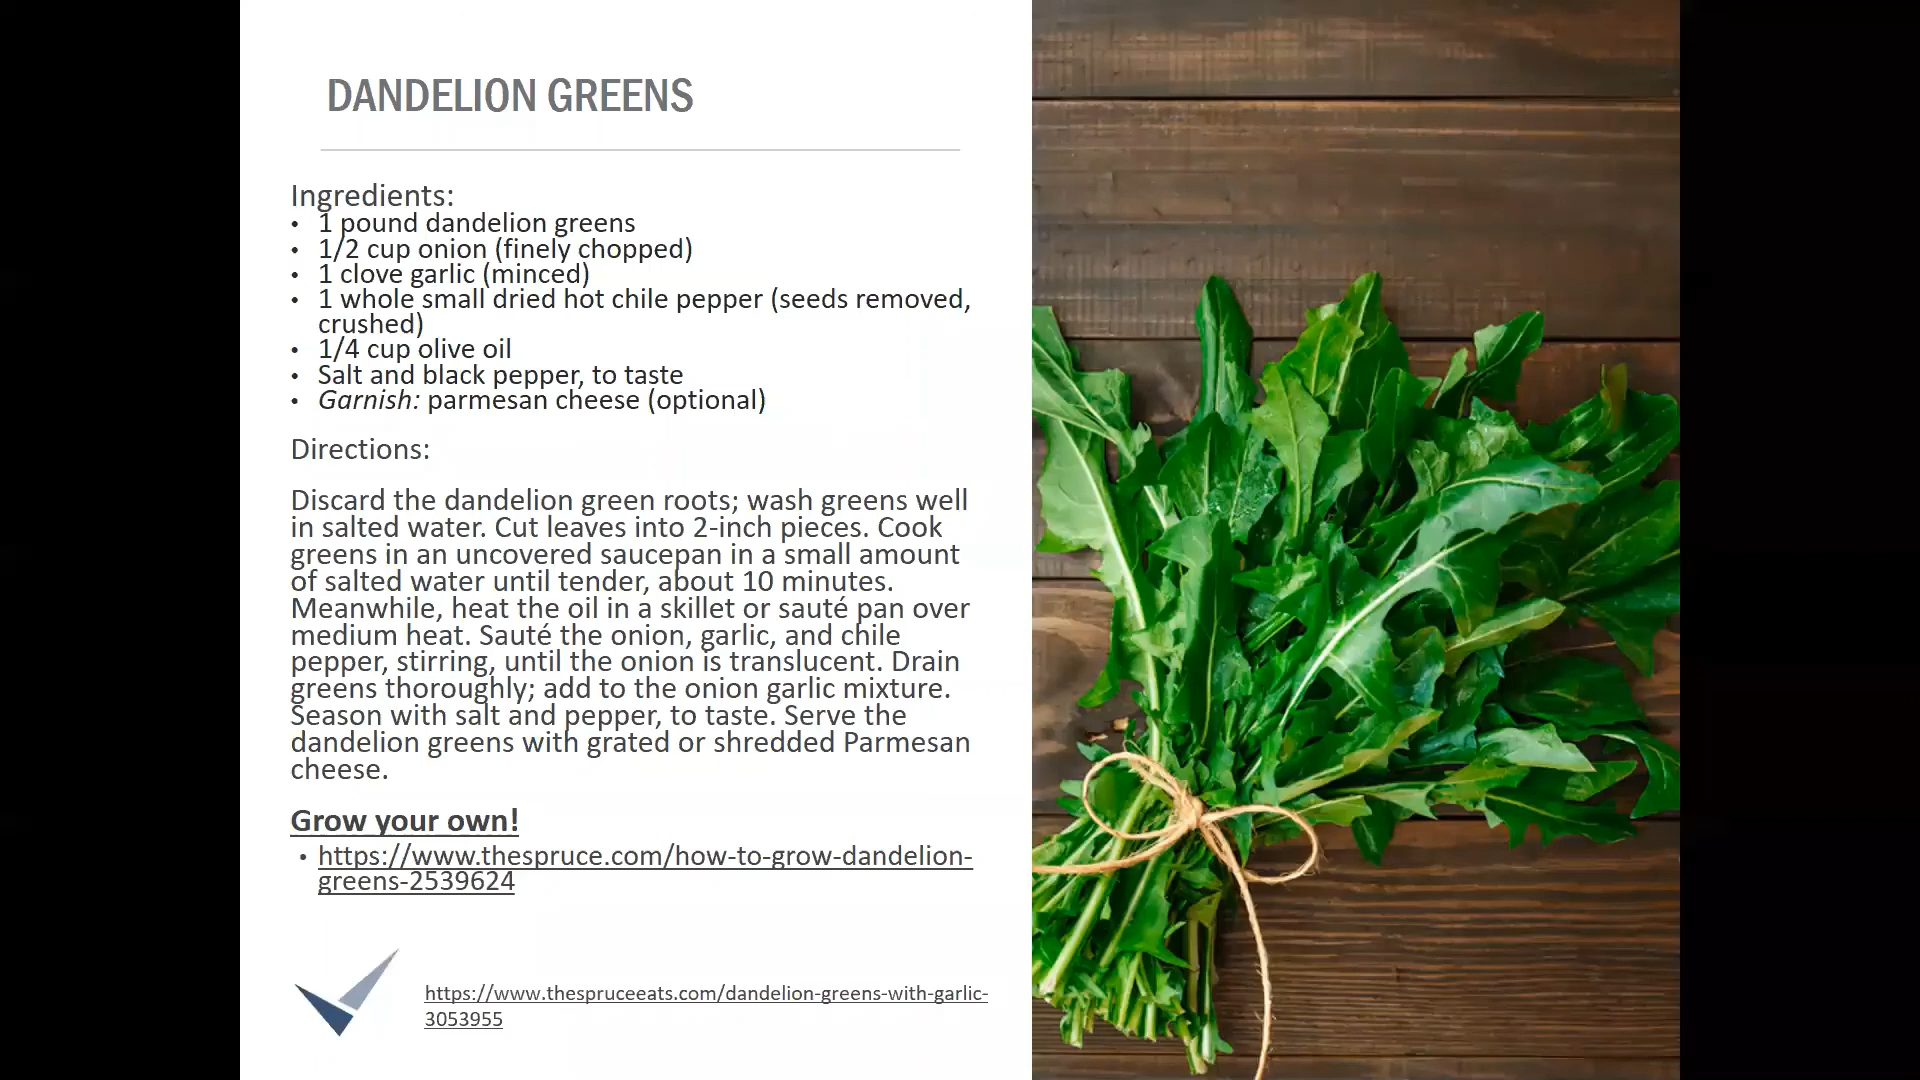 DANDELION GREENS
Ingredients:
• 1 pound dandelion greens
• 1/2 cup onion (finely chopped)
• 1 clove garlic (minced)
• 1 whole small dried hot chile pepper (seeds removed,
crushed)
• 1/4 cup olive oil
• Salt and black pepper, to taste
• Garnish: parmesan cheese (optional)
Directions:
Discard the dandelion green roots; wash greens well
in salted water. Cut leaves into 2-inch pieces. Cook
greens in an uncovered saucepan in a small amount
of salted water until tender, about 10 minutes.
Meanwhile, heat the oil in a skillet or sauté pan over
medium heat. Sauté the onion, garlic, and chile
pepper, stirring, until the onion is translucent. Drain
greens thoroughly; add to the onion garlic mixture.
Season with salt and pepper, to taste. Serve the
dandelion greens with grated or shredded Parmesan
cheese.
Grow your own!
• https://www.thespruce.com/how-to-grow-dandelion-
greens-2539624
https://www.thespruceeats.com/dandelion-greens-with-garlic-
3053955